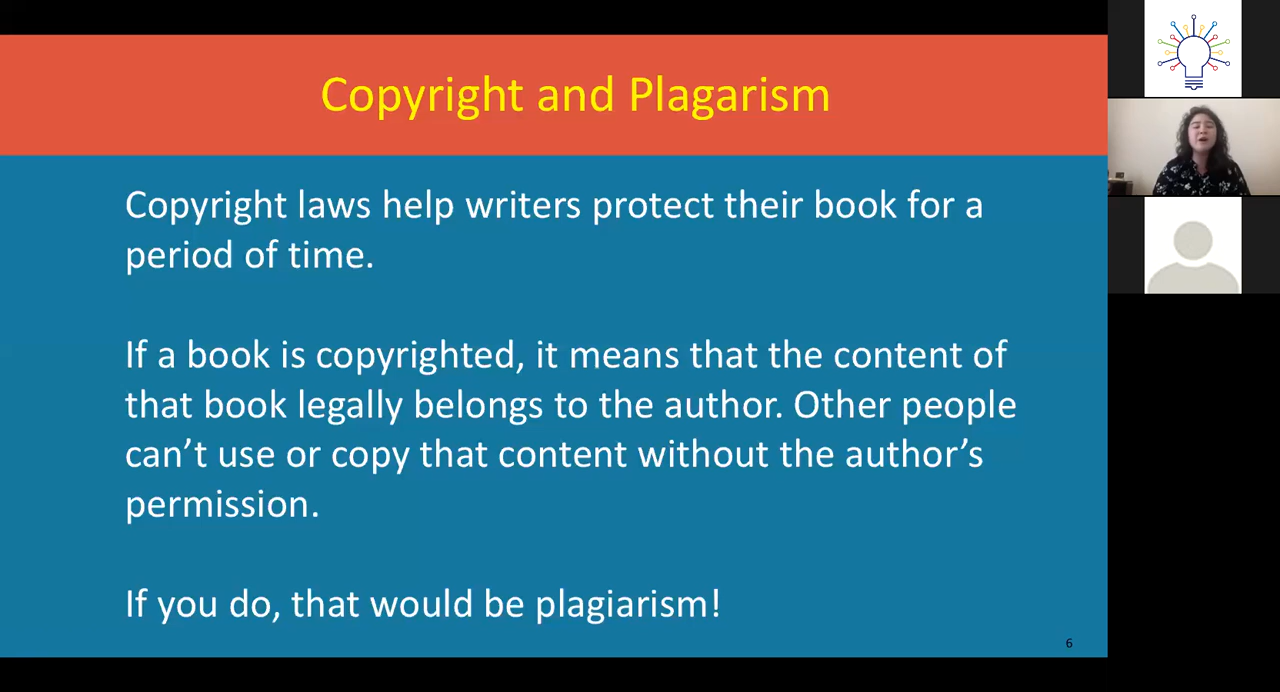 Copyright and Plagarism
Copyright laws help writers protect their book for a
period of time.
If a book is copyrighted, it means that the content of
that book legally belongs to the author. Other people
can’t use or copy that content without the author’s
permission.
If you do, that would be plagiarism!
6